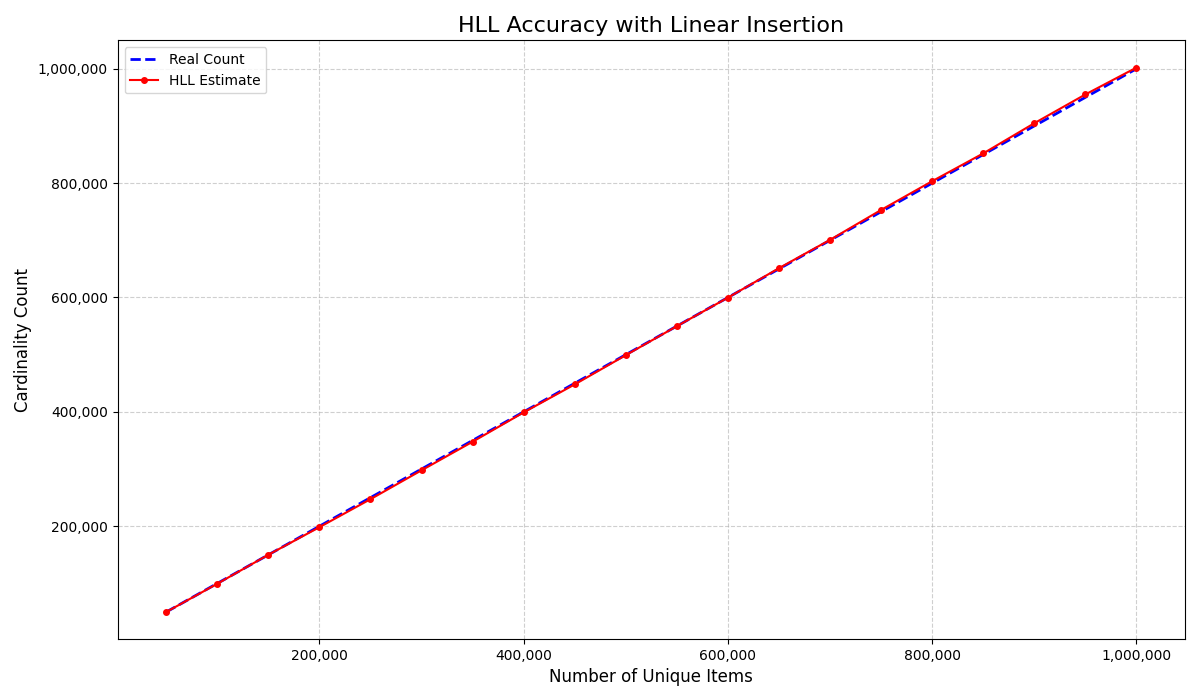 HLL Accuracy with Linear Insertion
Real Count
HLL Estimate
1,000,000
800,000
600,000
400,000
200,000
Cardinality Count
200,000
400,000
600,000
800,000
1,000,000
Number of Unique Items